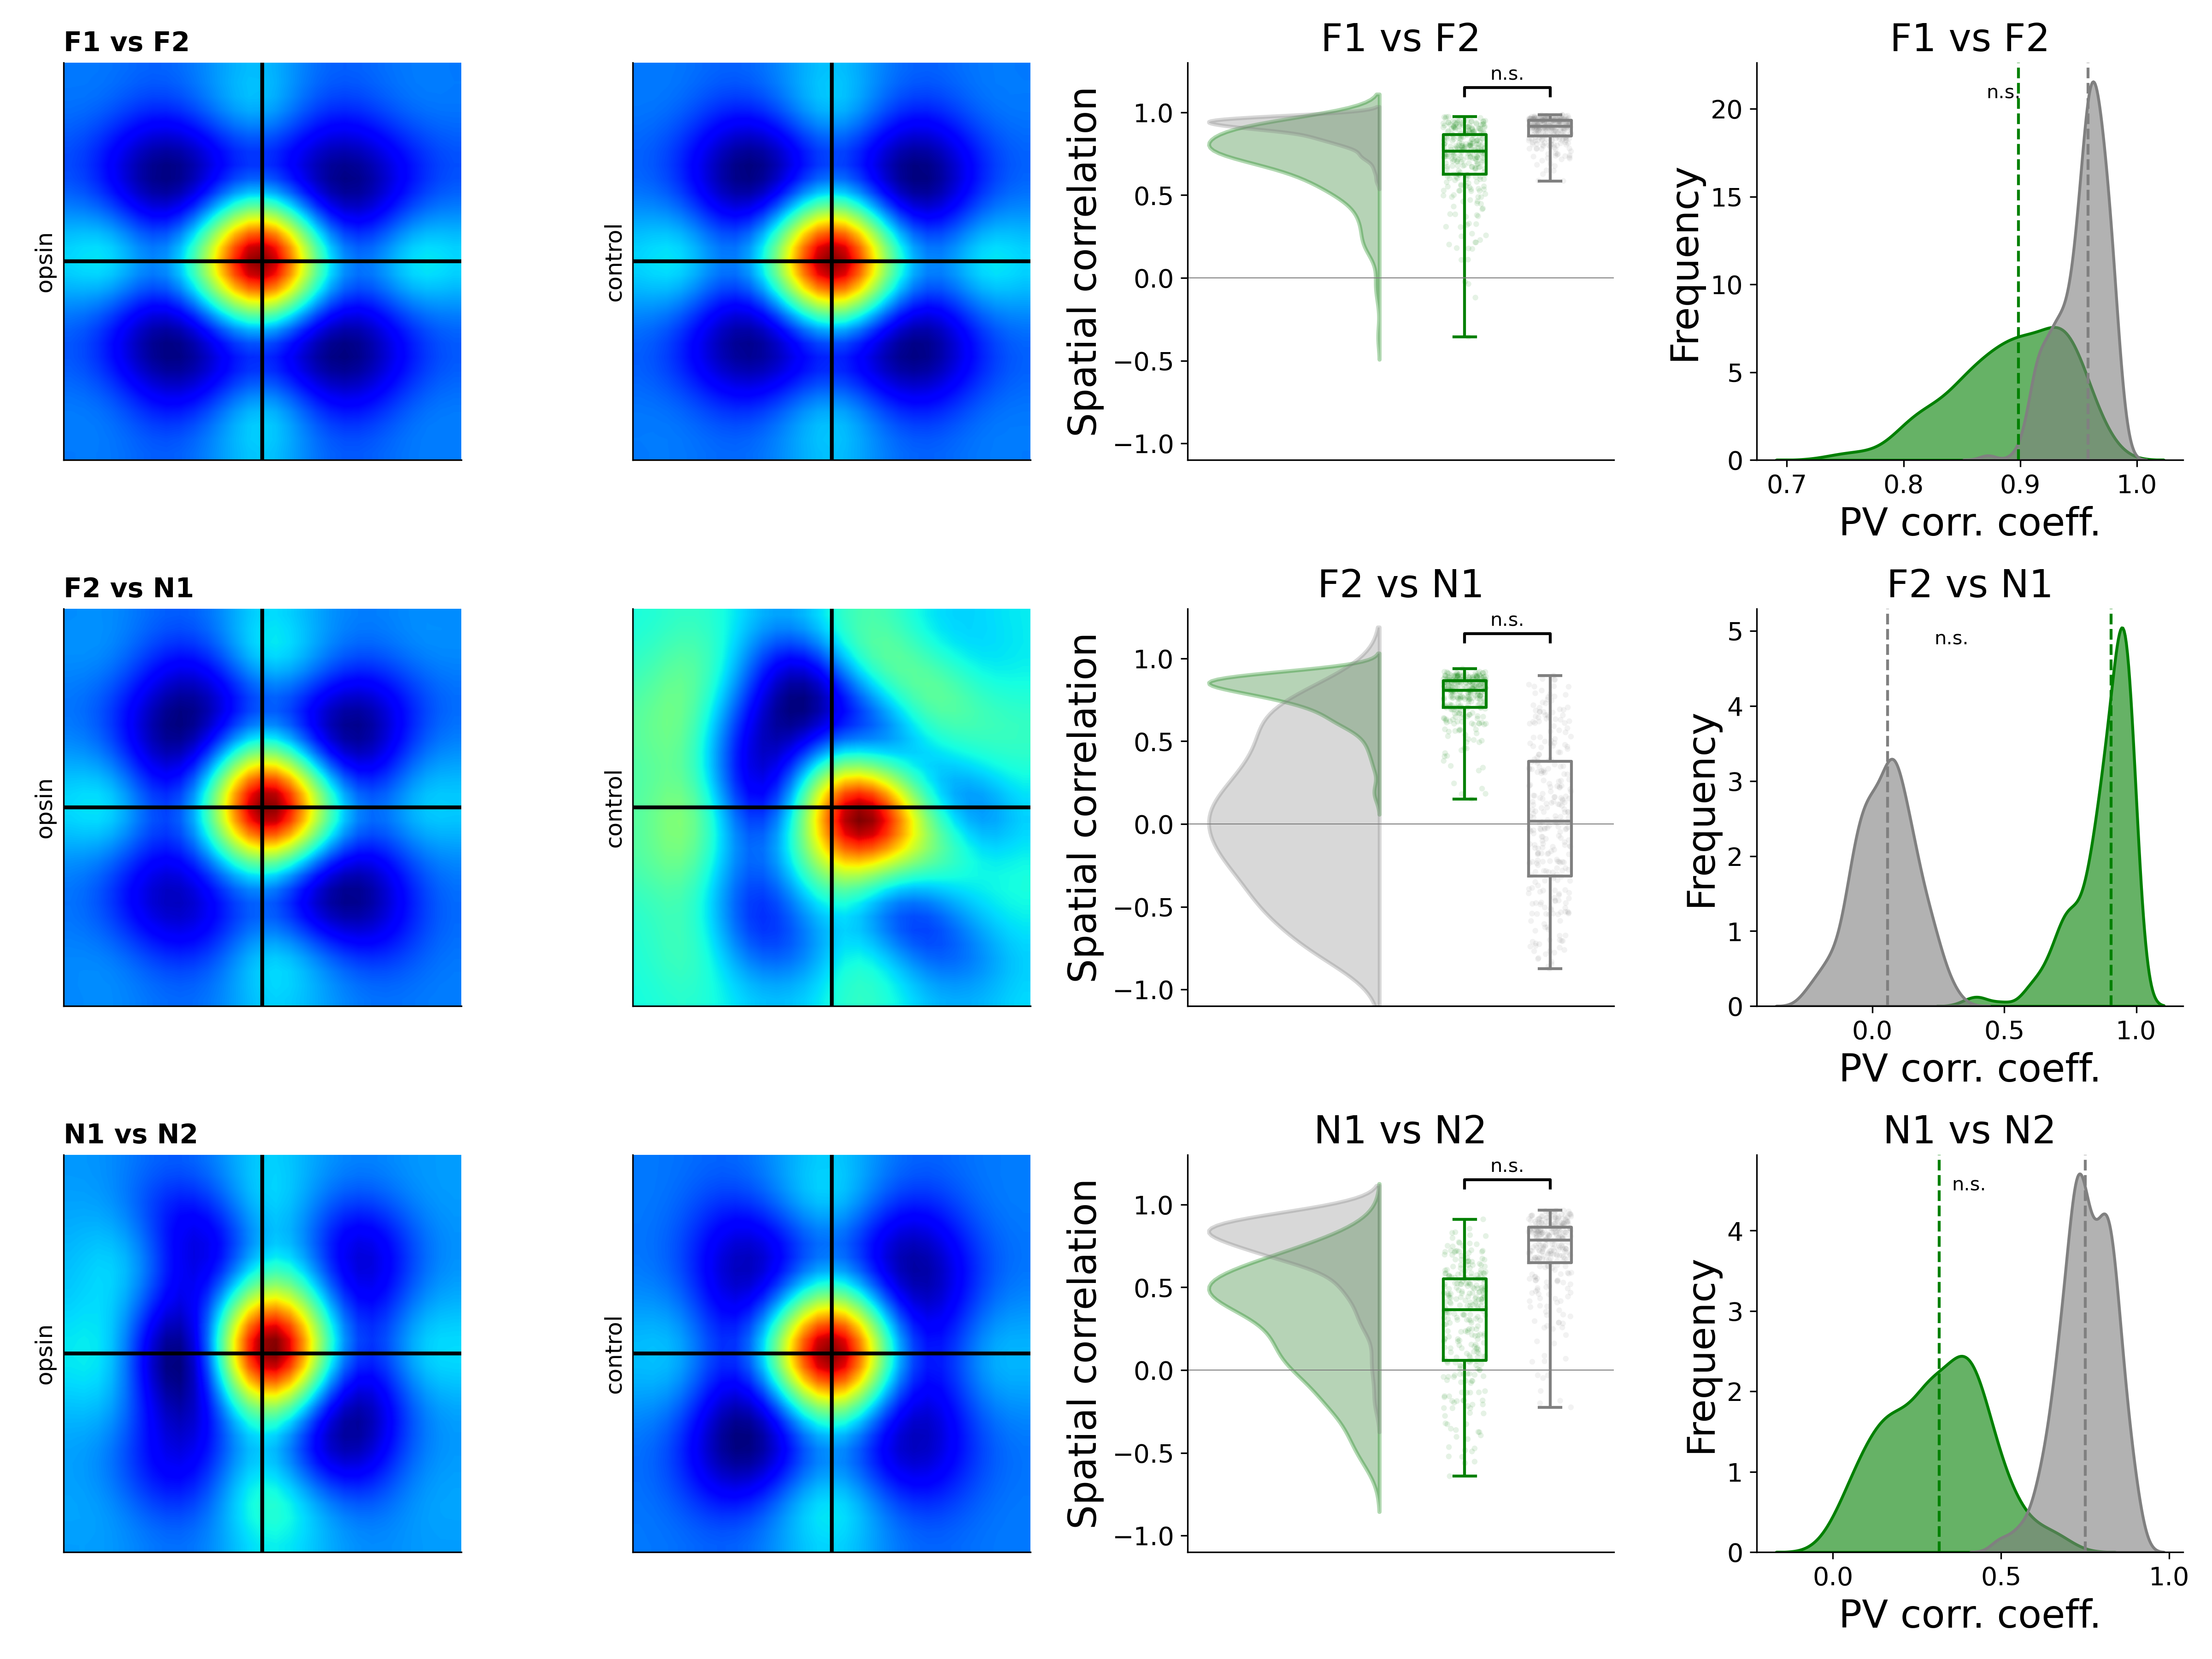 F1 vs F2
opsin
control
F1 vs F2
Spatial correlation
1.0
0.5
0.0
−0.5
−1.0
n.s.
F1 vs F2
Frequency
20
15
10
5
0
n.s.
0.7 0.8 0.9 1.0
PV corr. coeff.
F2 vs N1
opsin
control
F2 vs N1
Spatial correlation
1.0
0.5
0.0
−0.5
−1.0
n.s.
F2 vs N1
Frequency
5
4
3
2
1
0
n.s.
0.0 0.5 1.0
PV corr. coeff.
N1 vs N2
opsin
control
N1 vs N2
Spatial correlation
1.0
0.5
0.0
−0.5
−1.0
n.s.
N1 vs N2
Frequency
4
3
2
1
0
n.s.
0.0 0.5 1.0
PV corr. coeff.